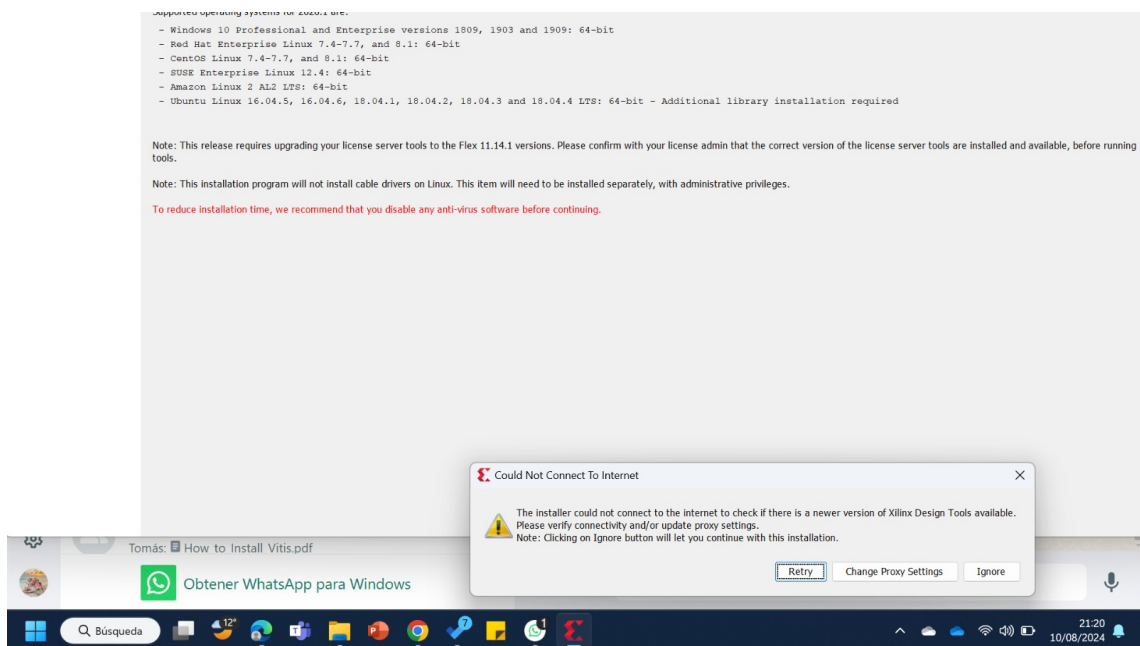 Supported operating systems for 2020.1 are:
- Windows 10 Professional and Enterprise versions 1809, 1903 and 1909: 64-bit
- Red Hat Enterprise Linux 7.4-7.7, and 8.1: 64-bit
- CentOS Linux 7.4-7.7, and 8.1: 64-bit
- SUSE Enterprise Linux 12.4: 64-bit
- Amazon Linux 2 AL2 LTS: 64-bit
- Ubuntu Linux 16.04.5, 16.04.6, 18.04.1, 18.04.2, 18.04.3 and 18.04.4 LTS: 64-bit - Additional library installation required
Note: This release requires upgrading your license server tools to the Flex 11.14.1 versions. Please confirm with your license admin that the correct version of the license server tools are installed and available, before running
tools.
Note: This installation program will not install cable drivers on Linux. This item will need to be installed separately, with administrative privileges.
To reduce installation time, we recommend that you disable any anti-virus software before continuing.
Could Not Connect To Internet
The installer could not connect to the internet to check if there is a newer version of Xilinx Design Tools available.
Please verify connectivity and/or update proxy settings.
Note: Clicking on Ignore button will let you continue with this installation.
Retry Change Proxy Settings Ignore
Tomás: How to Install Vitis.pdf
Obtener WhatsApp para Windows
Búsqueda 12° 7 1 21:20
10/08/2024